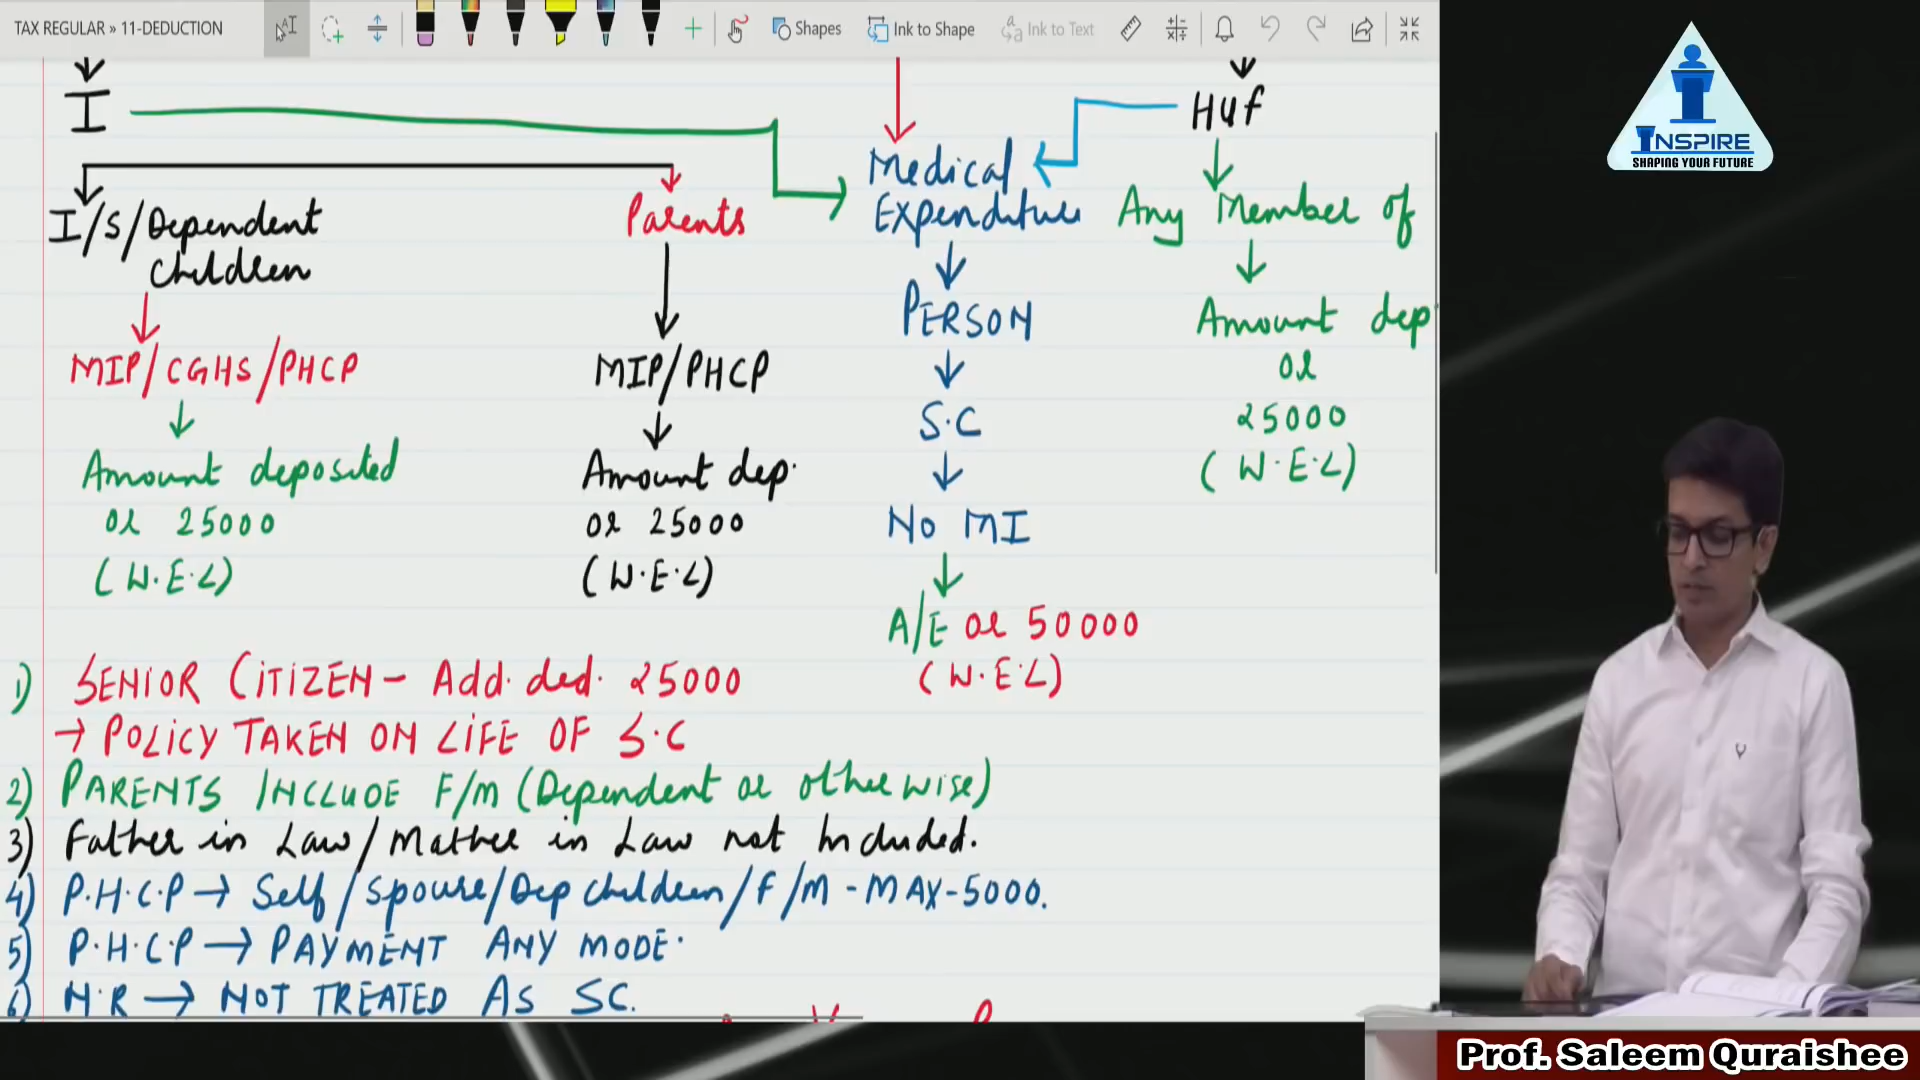 TAX REGULAR » 11-DEDUCTION
Shapes
Ink to Shape
Ink to Text
I
HUF
Medical
Expenditure
I/S/Dependent
Children
Parents
Any Member of
PERSON
Amount dep
MIP/CGHS/PHCP
MIP/PHCP
or
S.C
25000
(W.E.L)
Amount deposited
or 25000
(W.E.L)
Amount dep.
or 25000
(W.E.L)
No MI
A/E or 50000
(W.E.L)
1) SENIOR CITIZEN - Add. ded. 25000
→ POLICY TAKEN ON LIFE OF S.C
2) PARENTS INCLUDE F/M (Dependent or otherwise)
3) Father in Law/Mother in Law not Included.
4) P.H.C.P → Self/Spouse/Dep children/F/M - MAX - 5000.
5) P.H.C.P → PAYMENT ANY MODE.
6) N.R → NOT TREATED AS SC.
INSPIRE
SHAPING YOUR FUTURE
Prof. Saleem Quraishee